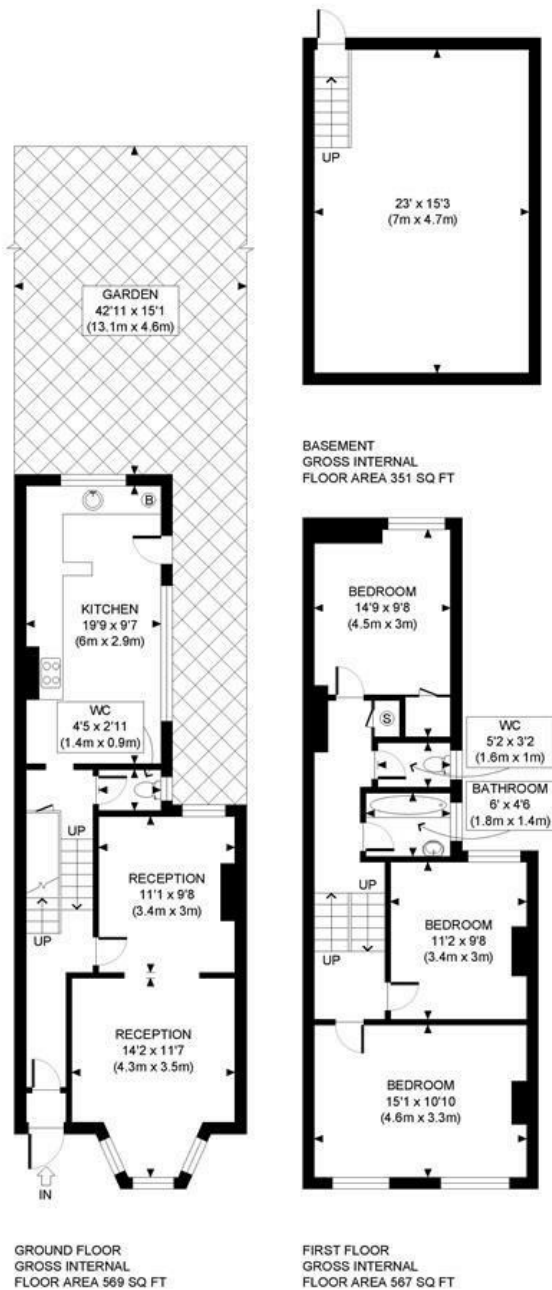 UP
23' x 15'3
(7m x 4.7m)
BASEMENT
GROSS INTERNAL
FLOOR AREA 351 SQ FT
GARDEN
42'11 x 15'1
(13.1m x 4.6m)
B
KITCHEN
19'9 x 9'7
(6m x 2.9m)
WC
4'5 x 2'11
(1.4m x 0.9m)
UP
UP
RECEPTION
11'1 x 9'8
(3.4m x 3m)
RECEPTION
14'2 x 11'7
(4.3m x 3.5m)
IN
GROUND FLOOR
GROSS INTERNAL
FLOOR AREA 569 SQ FT
BEDROOM
14'9 x 9'8
(4.5m x 3m)
S
WC
5'2 x 3'2
(1.6m x 1m)
BATHROOM
6' x 4'6
(1.8m x 1.4m)
UP
UP
BEDROOM
11'2 x 9'8
(3.4m x 3m)
BEDROOM
15'1 x 10'10
(4.6m x 3.3m)
FIRST FLOOR
GROSS INTERNAL
FLOOR AREA 567 SQ FT